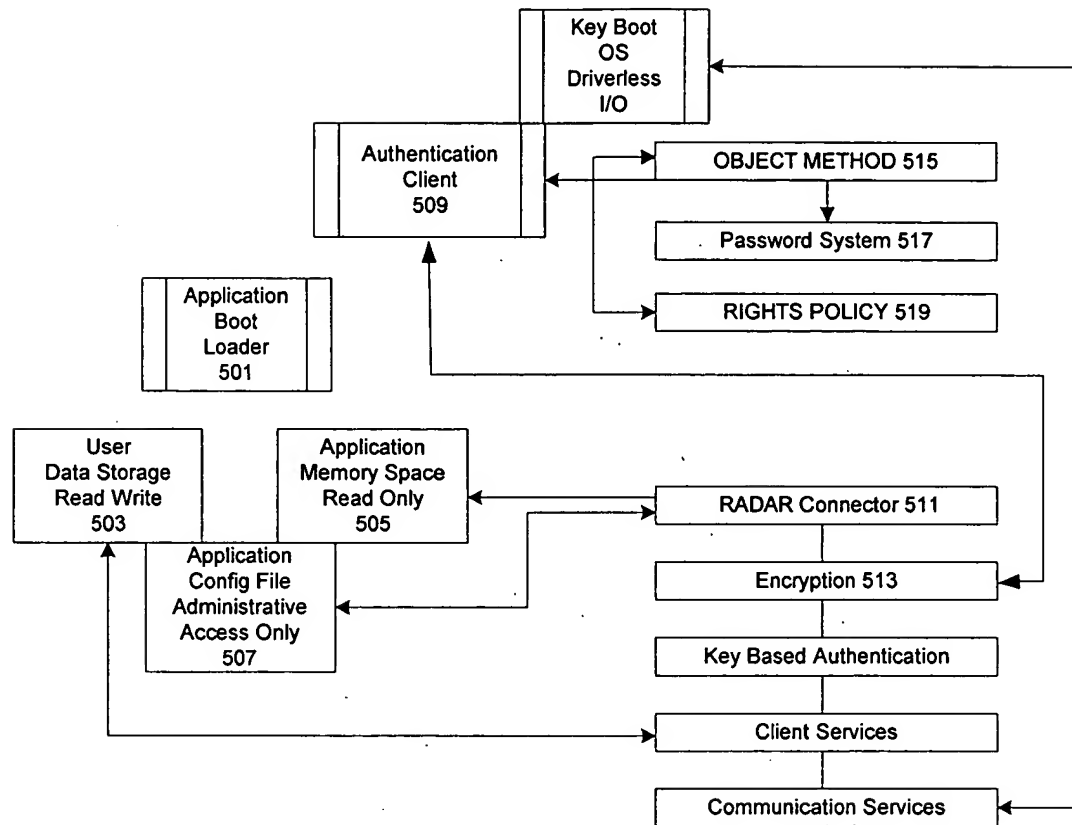 Key Boot
OS
Driverless
I/O
Authentication
Client
509
OBJECT METHOD 515
Password System 517
RIGHTS POLICY 519
Application
Boot
Loader
501
User
Data Storage
Read Write
503
Application
Memory Space
Read Only
505
Application
Config File
Administrative
Access Only
507
RADAR Connector 511
Encryption 513
Key Based Authentication
Client Services
Communication Services